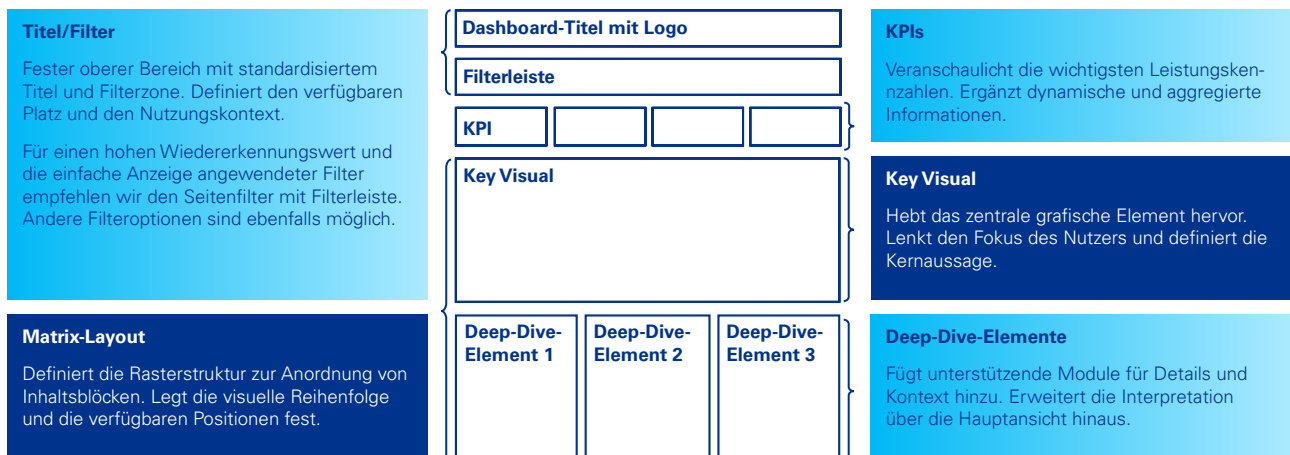 Titel/Filter
Fester oberer Bereich mit standardisiertem
Titel und Filterzone. Definiert den verfügbaren
Platz und den Nutzungskontext.
Für einen hohen Wiedererkennungswert und
die einfache Anzeige angewendeter Filter
empfehlen wir den Seitenfilter mit Filterleiste.
Andere Filteroptionen sind ebenfalls möglich.
Matrix-Layout
Definiert die Rasterstruktur zur Anordnung von
Inhaltsblöcken. Legt die visuelle Reihenfolge
und die verfügbaren Positionen fest.
Dashboard-Titel mit Logo
Filterleiste
KPI
Key Visual
Deep-Dive-
Element 1
Deep-Dive-
Element 2
Deep-Dive-
Element 3
KPIs
Veranschaulicht die wichtigsten Leistungsken-
nzahlen. Ergänzt dynamische und aggregierte
Informationen.
Key Visual
Hebt das zentrale grafische Element hervor.
Lenkt den Fokus des Nutzers und definiert die
Kernaussage.
Deep-Dive-Elemente
Fügt unterstützende Module für Details und
Kontext hinzu. Erweitert die Interpretation
über die Hauptansicht hinaus.